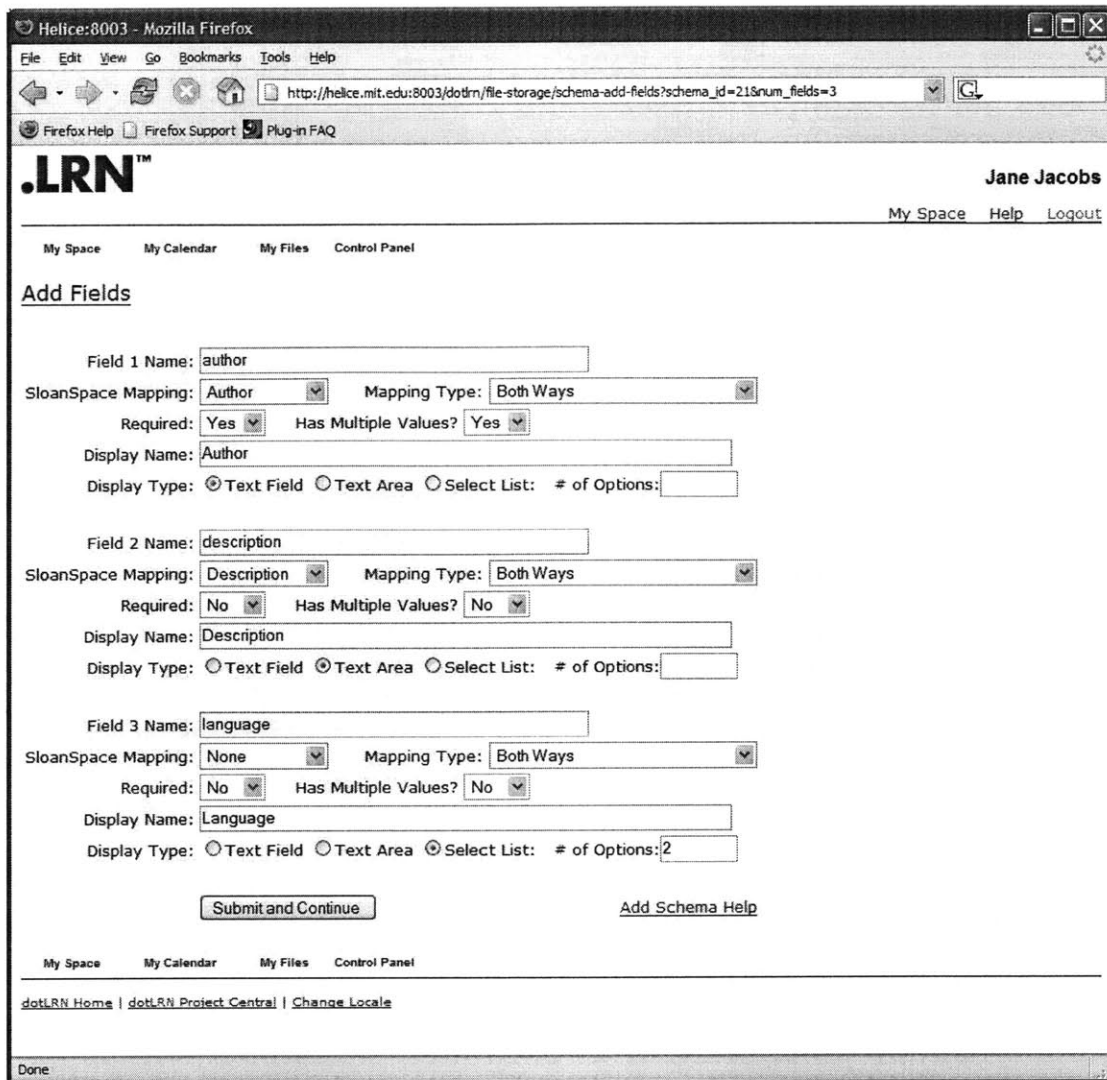 Helice:8003 - Mozilla Firefox
File Edit View Go Bookmarks Tools Help
http://helice.mit.edu:8003/dotlrn/file-storage/schema-add-fields?schema_id=21&num_fields=3 G
Firefox Help Firefox Support Plug-in FAQ
.LRN™
Jane Jacobs
My Space Help Logout
My Space My Calendar My Files Control Panel
Add Fields
Field 1 Name: author
SloanSpace Mapping: Author Mapping Type: Both Ways
Required: Yes Has Multiple Values? Yes
Display Name: Author
Display Type: Text Field Text Area Select List: # of Options:
Field 2 Name: description
SloanSpace Mapping: Description Mapping Type: Both Ways
Required: No Has Multiple Values? No
Display Name: Description
Display Type: Text Field Text Area Select List: # of Options:
Field 3 Name: language
SloanSpace Mapping: None Mapping Type: Both Ways
Required: No Has Multiple Values? No
Display Name: Language
Display Type: Text Field Text Area Select List: # of Options: 2
Submit and Continue Add Schema Help
My Space My Calendar My Files Control Panel
dotLRN Home | dotLRN Project Central | Change Locale
Done